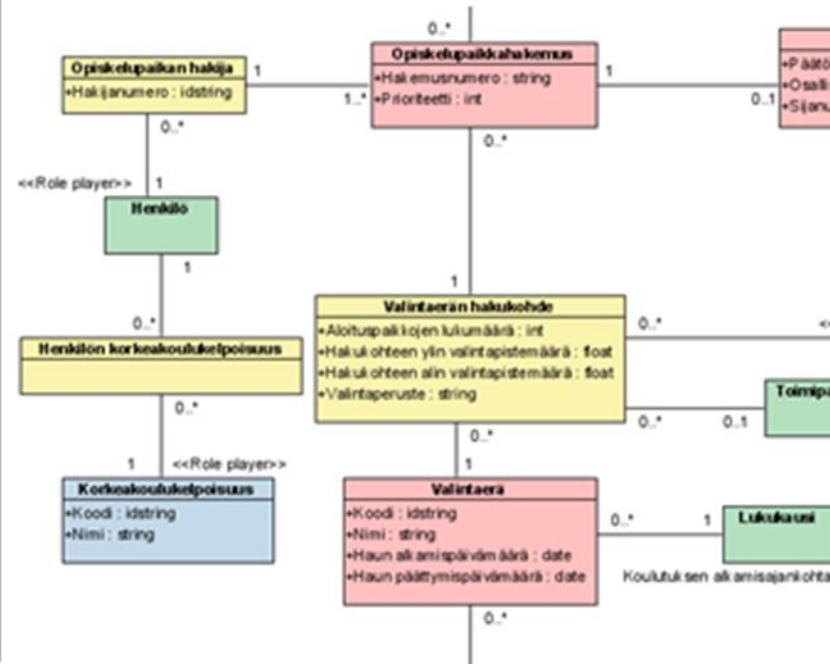 0..*
Opiskelupaikan hakija
+Hakijanumero : idstring
1
1..*
Opiskelupaikkahakemus
+Hakemusnumero : string
+Prioriteetti : int
1
0..1
0..*
0..*
<<Role player>>
1
Henkilö
1
0..*
Henkilön korkeakoulukelpoisuus
0..*
1
<<Role player>>
Korkeakoulukelpoisuus
+Koodi : idstring
+Nimi : string
1
Valintaerän hakukohde
+Aloituspaikkojen lukumäärä : int
+Hakukohteen ylin valintapistemäärä : float
+Hakukohteen alin valintapistemäärä : float
+Valintaperuste : string
0..*
0..*
0..1
0..*
1
Valintaerä
+Koodi : idstring
+Nimi : string
+Haun alkamispäivämäärä : date
+Haun päättymispäivämäärä : date
0..*
1
Lukukausi
0..*